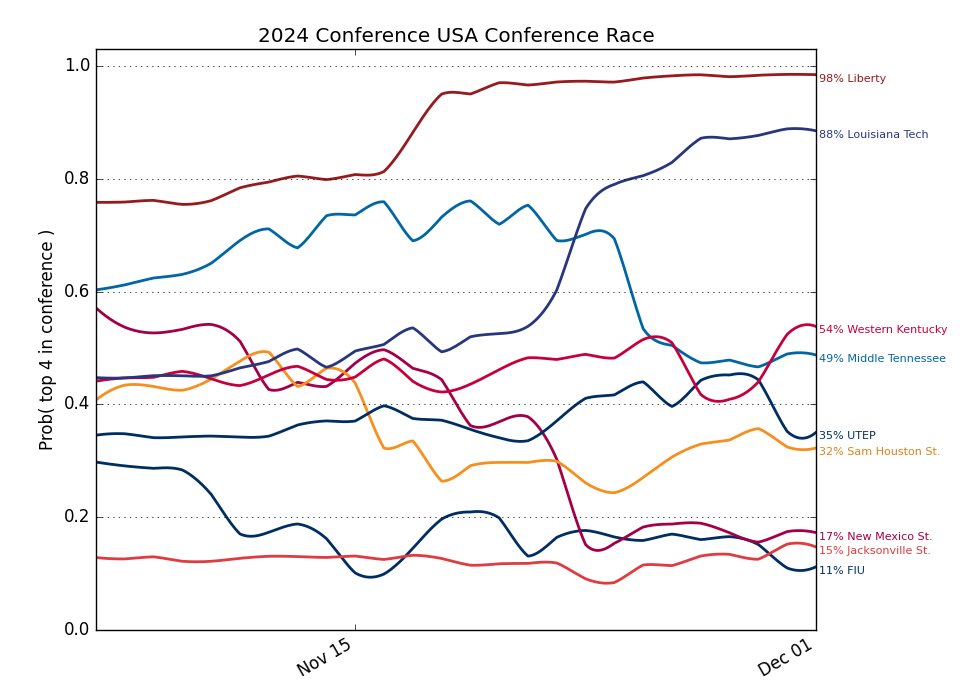 2024 Conference USA Conference Race
Prob( top 4 in conference )
1.0
0.8
0.6
0.4
0.2
0.0
Nov 15
Dec 01
98% Liberty
88% Louisiana Tech
54% Western Kentucky
49% Middle Tennessee
35% UTEP
32% Sam Houston St.
17% New Mexico St.
15% Jacksonville St.
11% FIU